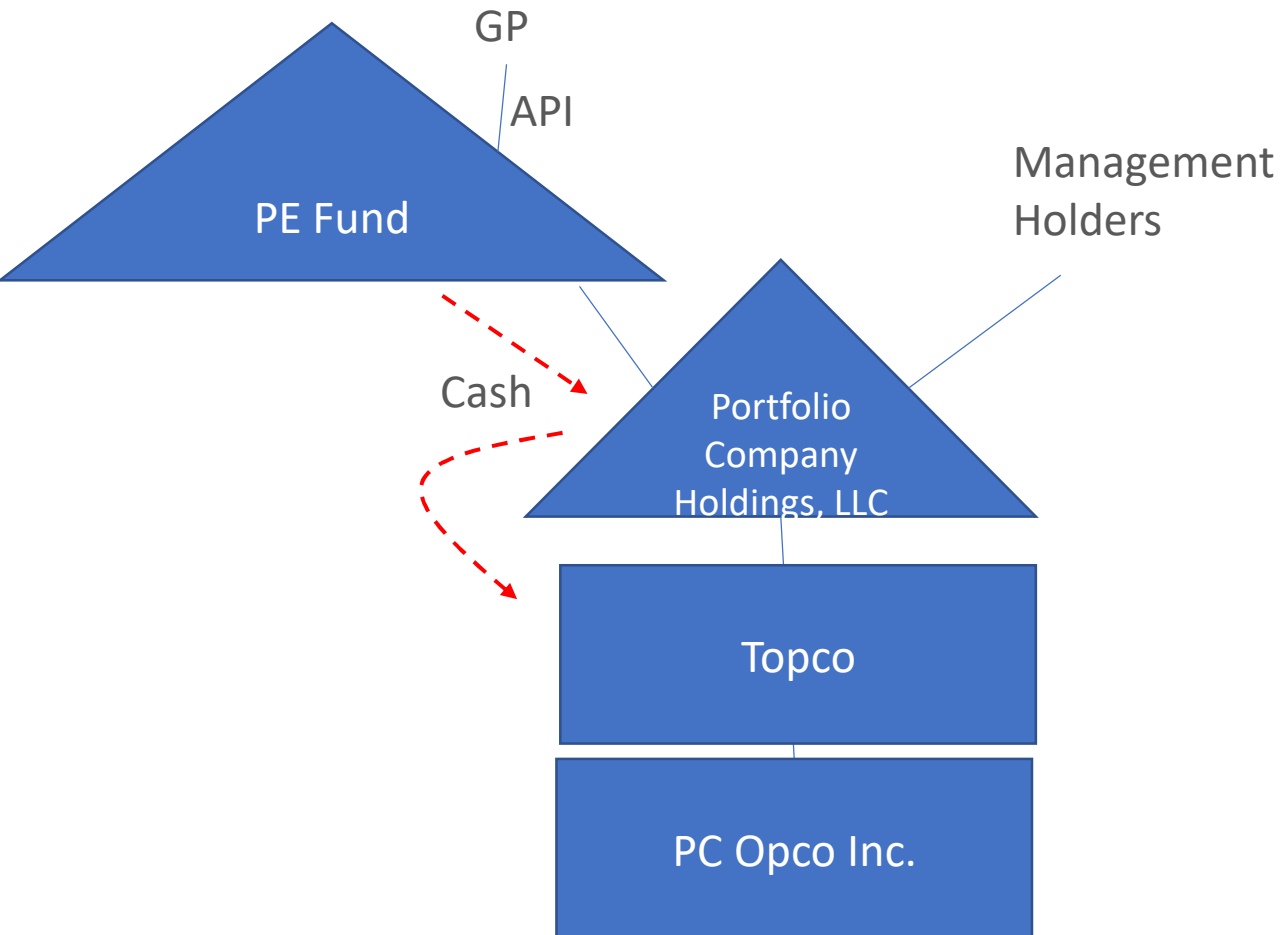 GP
API
PE Fund
Management
Holders
Cash
Portfolio
Company
Holdings, LLC
Topco
PC Opco Inc.